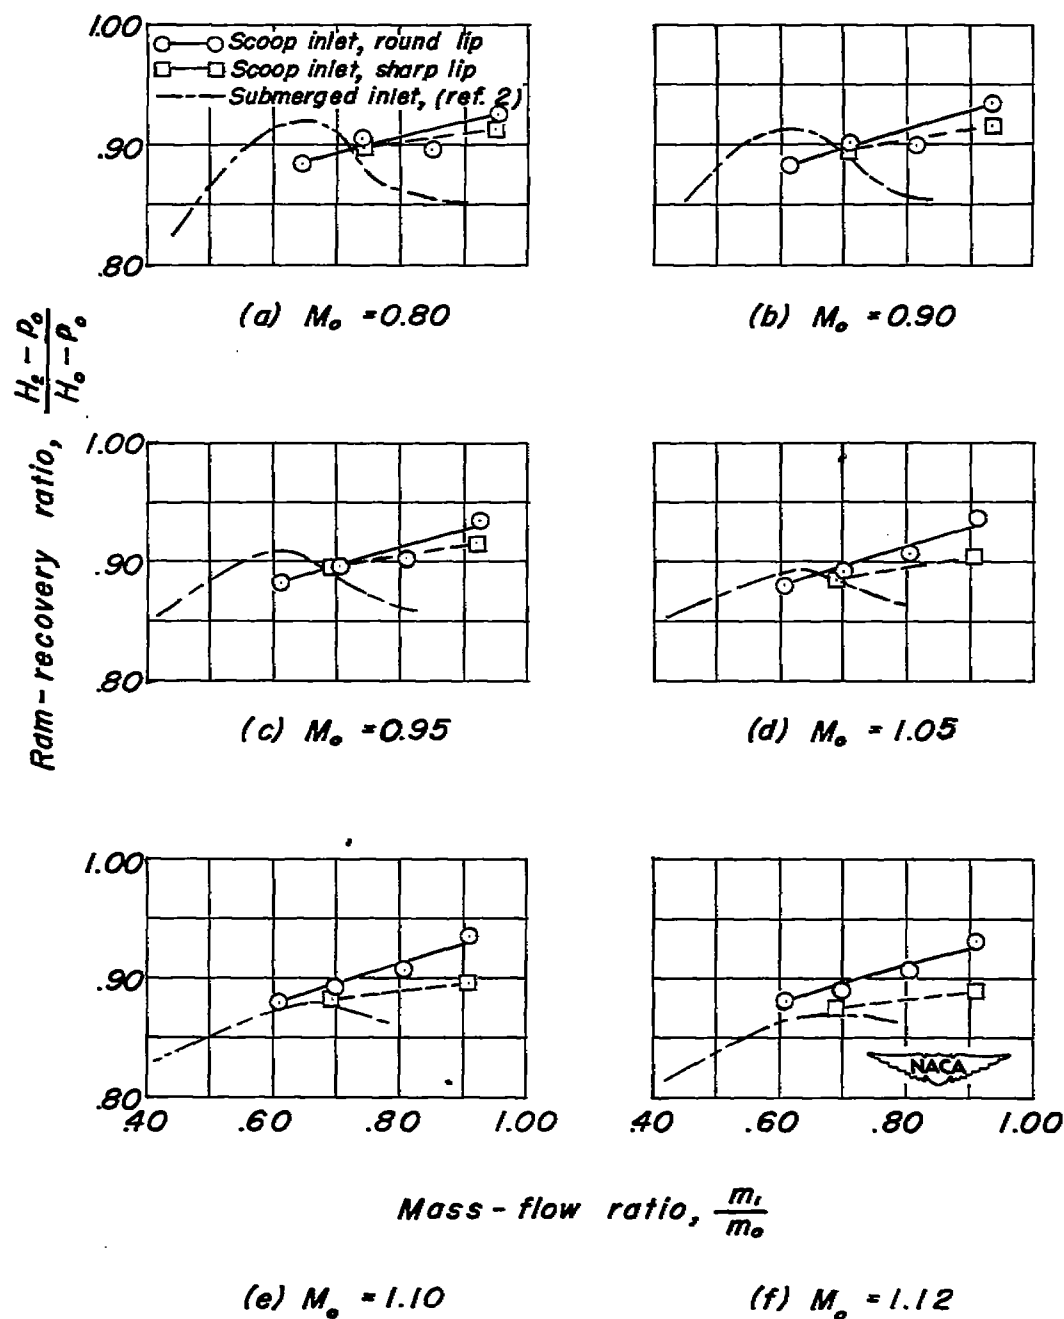 1.00
Scoop inlet, round lip
Scoop inlet, sharp lip
Submerged inlet, (ref. 2)
.90
.80
(a) M₀ = 0.80
(b) M₀ = 0.90
Ram-recovery ratio, H₂ - p₀ / H₀ - p₀
1.00
.90
.80
(c) M₀ = 0.95
(d) M₀ = 1.05
1.00
.90
.80
.40 .60 .80 1.00
NACA
.40 .60 .80 1.00
Mass-flow ratio, m₁ / m₀
(e) M₀ = 1.10
(f) M₀ = 1.12